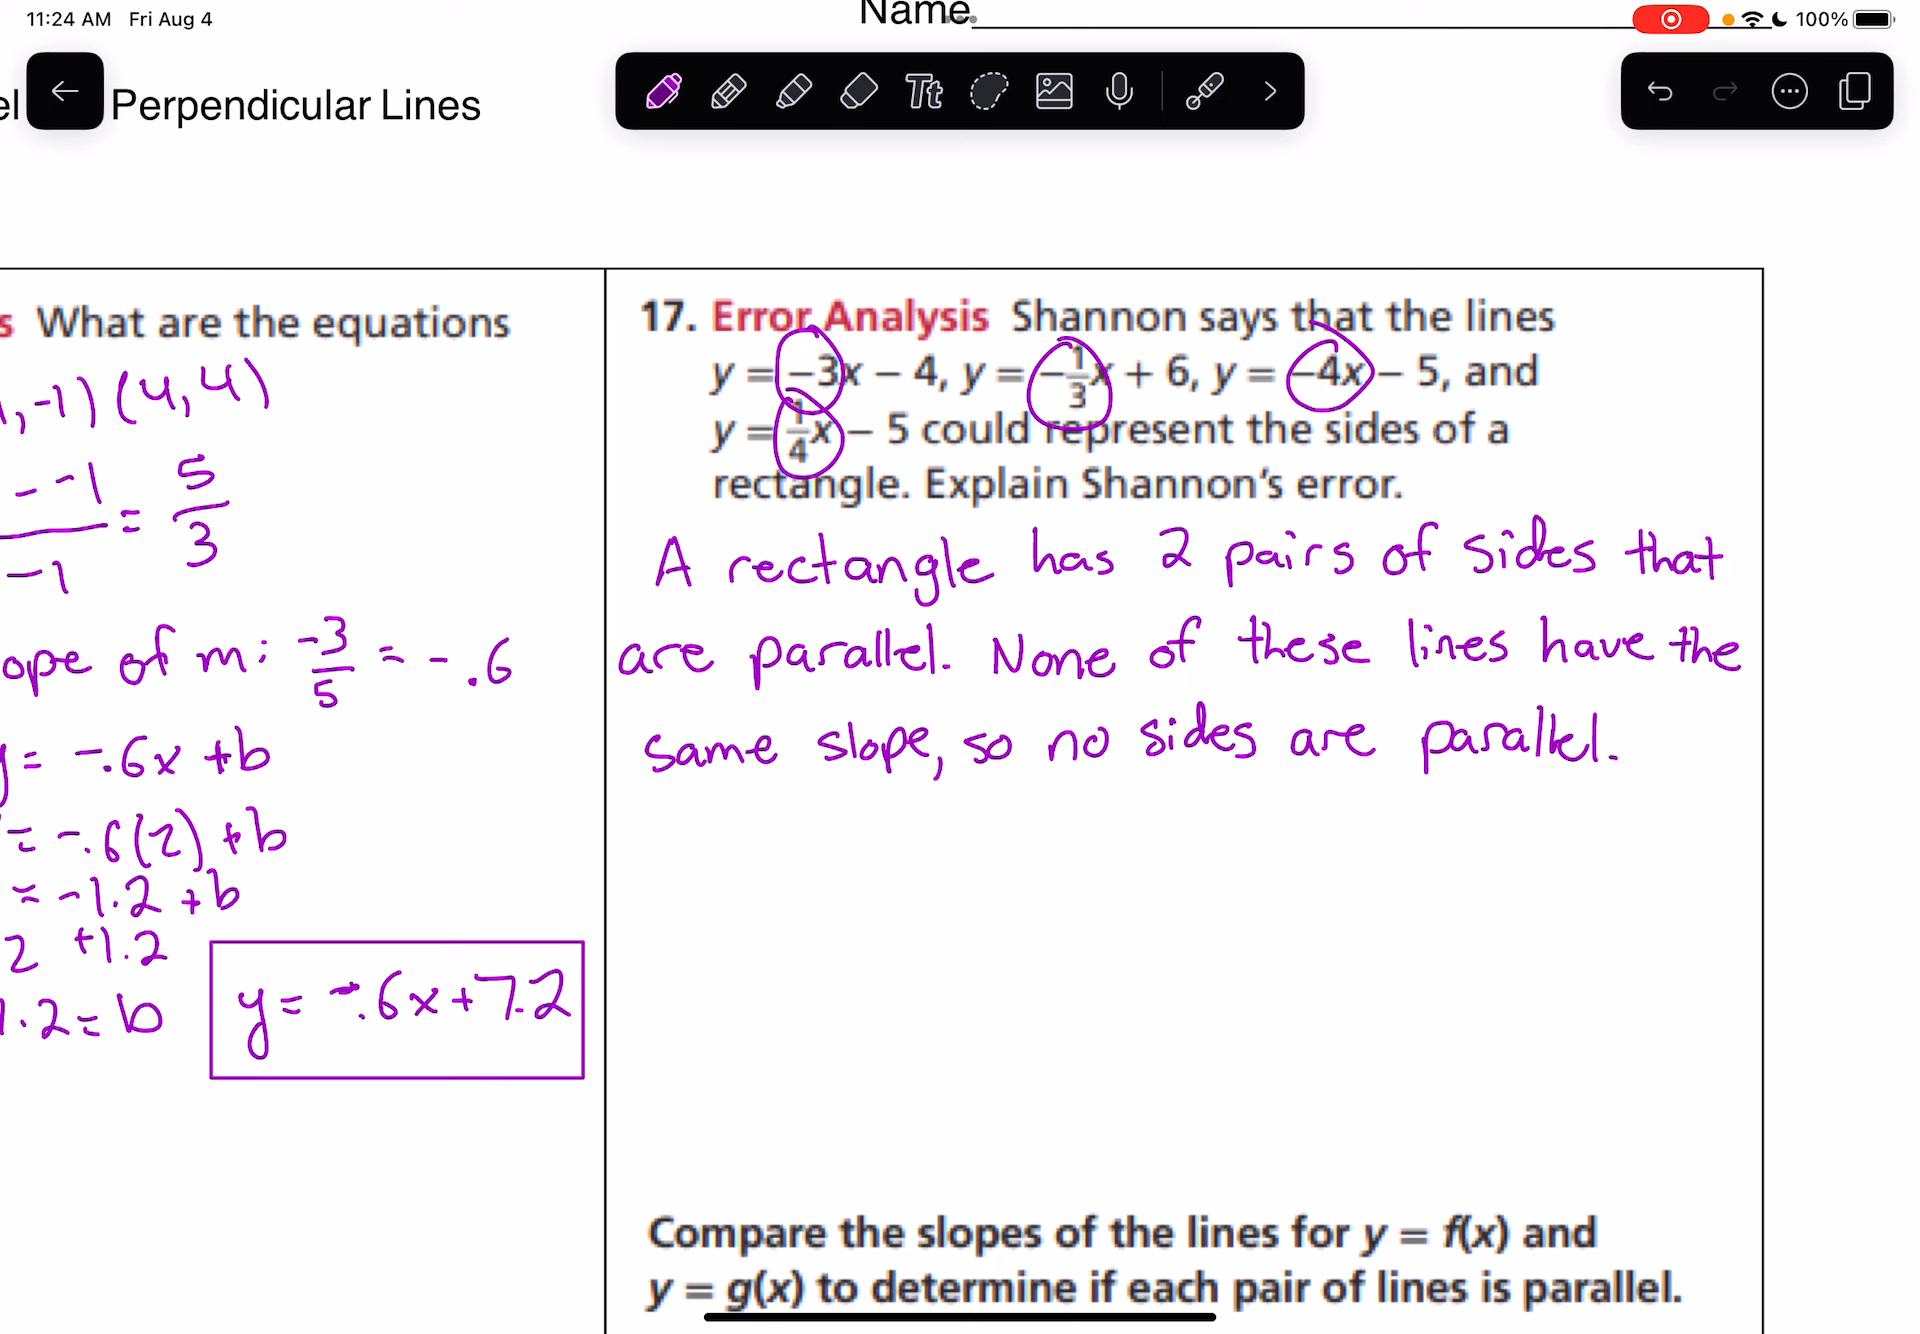 11:24 AM Fri Aug 4
Name
100%
el
Perpendicular Lines
Tt
s What are the equations
, -1) (4, 4)
- -1 / -1 = 5/3
ope of m: -3/5 = -.6
y = -.6x + b
= -.6(2) + b
= -1.2 + b
2 +1.2
.2 = b
y = -.6x + 7.2
17. Error Analysis Shannon says that the lines
y = -3x – 4, y = -1/3x + 6, y = -4x – 5, and
y = 1/4x – 5 could represent the sides of a
rectangle. Explain Shannon's error.
A rectangle has 2 pairs of sides that
are parallel. None of these lines have the
same slope, so no sides are parallel.
Compare the slopes of the lines for y = f(x) and
y = g(x) to determine if each pair of lines is parallel.